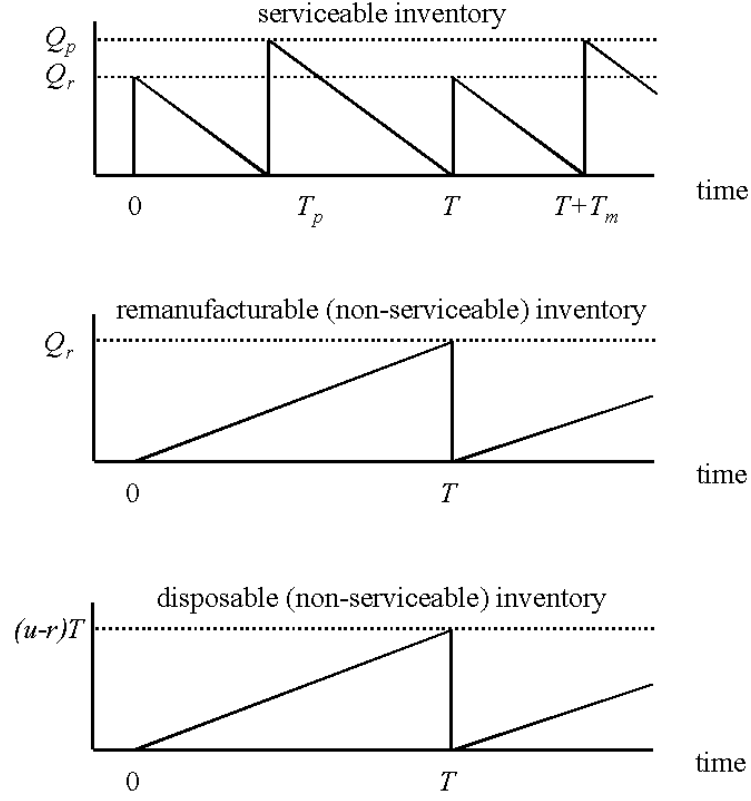 serviceable inventory
Q_p
Q_r
0 T_p T T+T_m time
remanufacturable (non-serviceable) inventory
Q_r
0 T time
disposable (non-serviceable) inventory
(u-r)T
0 T time